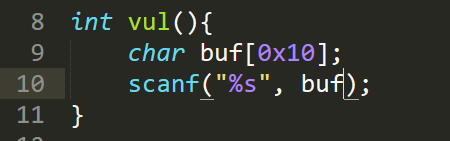 8 int vul(){
9 char buf[0x10];
10 scanf("%s", buf);
11 }